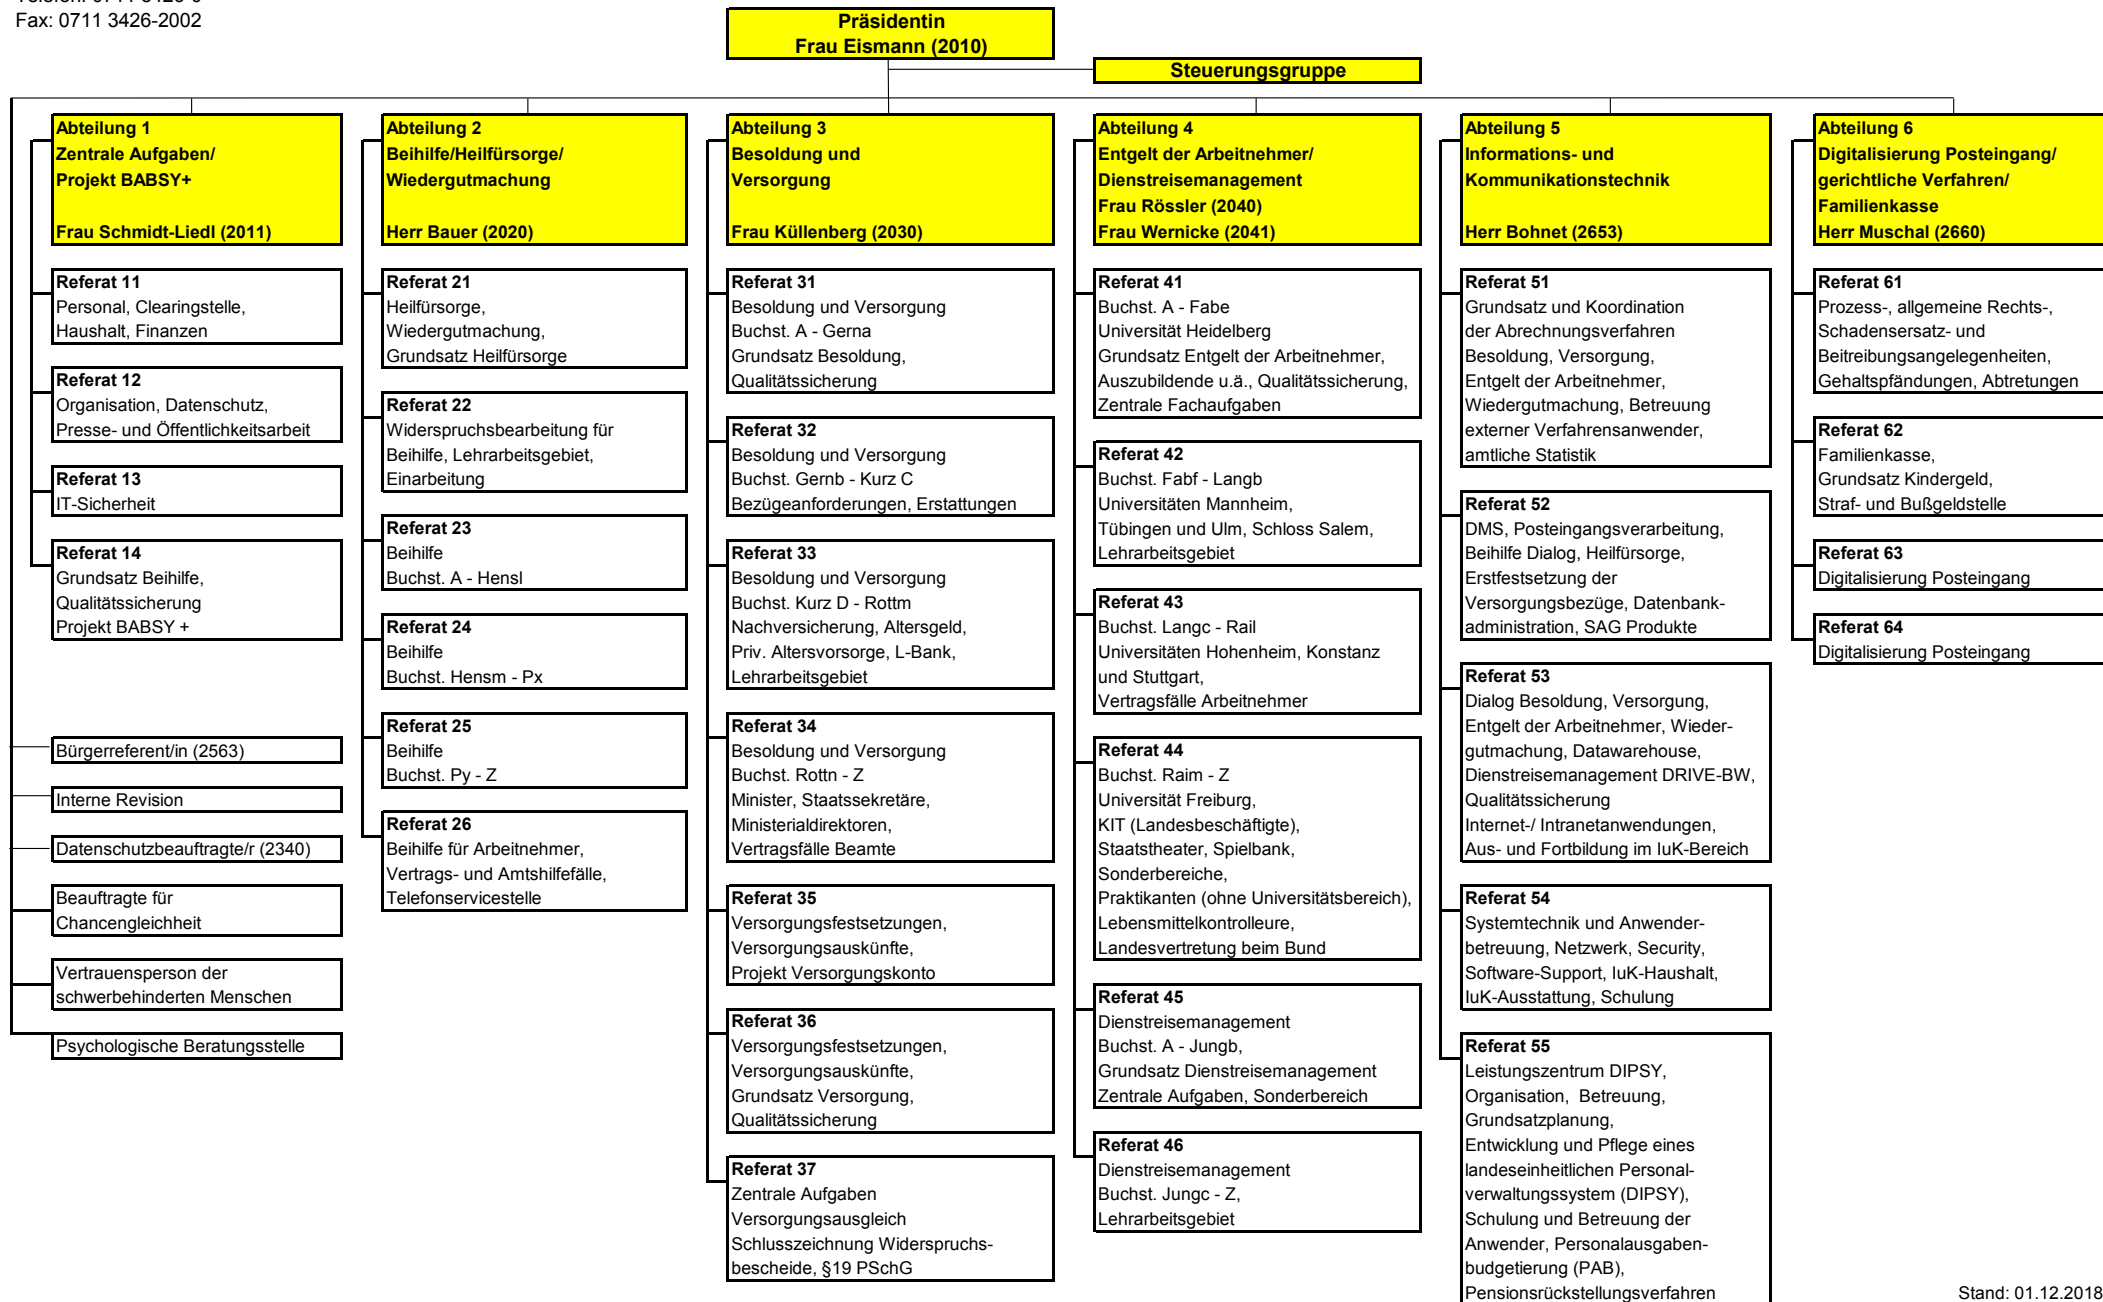 Fax: 0711 3426-2002
Präsidentin
Frau Eismann (2010)
Steuerungsgruppe
Abteilung 1
Zentrale Aufgaben/
Projekt BABSY+
Frau Schmidt-Liedl (2011)
Referat 11
Personal, Clearingstelle,
Haushalt, Finanzen
Referat 12
Organisation, Datenschutz,
Presse- und Öffentlichkeitsarbeit
Referat 13
IT-Sicherheit
Referat 14
Grundsatz Beihilfe,
Qualitätssicherung
Projekt BABSY +
Bürgerreferent/in (2563)
Interne Revision
Datenschutzbeauftragte/r (2340)
Beauftragte für
Chancengleichheit
Vertrauensperson der
schwerbehinderten Menschen
Psychologische Beratungsstelle
Abteilung 2
Beihilfe/Heilfürsorge/
Wiedergutmachung
Herr Bauer (2020)
Referat 21
Heilfürsorge,
Wiedergutmachung,
Grundsatz Heilfürsorge
Referat 22
Widerspruchsbearbeitung für
Beihilfe, Lehrarbeitsgebiet,
Einarbeitung
Referat 23
Beihilfe
Buchst. A - Hensl
Referat 24
Beihilfe
Buchst. Hensm - Px
Referat 25
Beihilfe
Buchst. Py - Z
Referat 26
Beihilfe für Arbeitnehmer,
Vertrags- und Amtshilfefälle,
Telefonservicestelle
Abteilung 3
Besoldung und
Versorgung
Frau Küllenberg (2030)
Referat 31
Besoldung und Versorgung
Buchst. A - Gerna
Grundsatz Besoldung,
Qualitätssicherung
Referat 32
Besoldung und Versorgung
Buchst. Gernb - Kurz C
Bezügeanforderungen, Erstattungen
Referat 33
Besoldung und Versorgung
Buchst. Kurz D - Rottm
Nachversicherung, Altersgeld,
Priv. Altersvorsorge, L-Bank,
Lehrarbeitsgebiet
Referat 34
Besoldung und Versorgung
Buchst. Rottn - Z
Minister, Staatssekretäre,
Ministerialdirektoren,
Vertragsfälle Beamte
Referat 35
Versorgungsfestsetzungen,
Versorgungsauskünfte,
Projekt Versorgungskonto
Referat 36
Versorgungsfestsetzungen,
Versorgungsauskünfte,
Grundsatz Versorgung,
Qualitätssicherung
Referat 37
Zentrale Aufgaben
Versorgungsausgleich
Schlusszeichnung Widerspruchs-
bescheide, §19 PSchG
Abteilung 4
Entgelt der Arbeitnehmer/
Dienstreisemanagement
Frau Rössler (2040)
Frau Wernicke (2041)
Referat 41
Buchst. A - Fabe
Universität Heidelberg
Grundsatz Entgelt der Arbeitnehmer,
Auszubildende u.ä., Qualitätssicherung,
Zentrale Fachaufgaben
Referat 42
Buchst. Fabf - Langb
Universitäten Mannheim,
Tübingen und Ulm, Schloss Salem,
Lehrarbeitsgebiet
Referat 43
Buchst. Langc - Rail
Universitäten Hohenheim, Konstanz
und Stuttgart,
Vertragsfälle Arbeitnehmer
Referat 44
Buchst. Raim - Z
Universität Freiburg,
KIT (Landesbeschäftigte),
Staatstheater, Spielbank,
Sonderbereiche,
Praktikanten (ohne Universitätsbereich),
Lebensmittelkontrolleure,
Landesvertretung beim Bund
Referat 45
Dienstreisemanagement
Buchst. A - Jungb,
Grundsatz Dienstreisemanagement
Zentrale Aufgaben, Sonderbereich
Referat 46
Dienstreisemanagement
Buchst. Jungc - Z,
Lehrarbeitsgebiet
Abteilung 5
Informations- und
Kommunikationstechnik
Herr Bohnet (2653)
Referat 51
Grundsatz und Koordination
der Abrechnungsverfahren
Besoldung, Versorgung,
Entgelt der Arbeitnehmer,
Wiedergutmachung, Betreuung
externer Verfahrensanwender,
amtliche Statistik
Referat 52
DMS, Posteingangsverarbeitung,
Beihilfe Dialog, Heilfürsorge,
Erstfestsetzung der
Versorgungsbezüge, Datenbank-
administration, SAG Produkte
Referat 53
Dialog Besoldung, Versorgung,
Entgelt der Arbeitnehmer, Wieder-
gutmachung, Datawarehouse,
Dienstreisemanagement DRIVE-BW,
Qualitätssicherung
Internet-/ Intranetanwendungen,
Aus- und Fortbildung im IuK-Bereich
Referat 54
Systemtechnik und Anwender-
betreuung, Netzwerk, Security,
Software-Support, IuK-Haushalt,
IuK-Ausstattung, Schulung
Referat 55
Leistungszentrum DIPSY,
Organisation, Betreuung,
Grundsatzplanung,
Entwicklung und Pflege eines
landeseinheitlichen Personal-
verwaltungssystem (DIPSY),
Schulung und Betreuung der
Anwender, Personalausgaben-
budgetierung (PAB),
Pensionsrückstellungsverfahren
Abteilung 6
Digitalisierung Posteingang/
gerichtliche Verfahren/
Familienkasse
Herr Muschal (2660)
Referat 61
Prozess-, allgemeine Rechts-,
Schadensersatz- und
Beitreibungsangelegenheiten,
Gehaltspfändungen, Abtretungen
Referat 62
Familienkasse,
Grundsatz Kindergeld,
Straf- und Bußgeldstelle
Referat 63
Digitalisierung Posteingang
Referat 64
Digitalisierung Posteingang
Stand: 01.12.2018